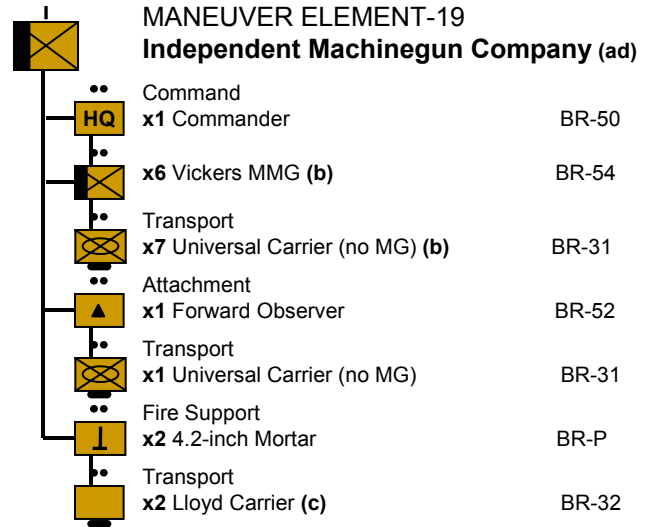 MANEUVER ELEMENT-19
Independent Machinegun Company (ad)
Command
HQ x1 Commander BR-50
x6 Vickers MMG (b) BR-54
Transport
x7 Universal Carrier (no MG) (b) BR-31
Attachment
x1 Forward Observer BR-52
Transport
x1 Universal Carrier (no MG) BR-31
Fire Support
x2 4.2-inch Mortar BR-P
Transport
x2 Lloyd Carrier (c) BR-32